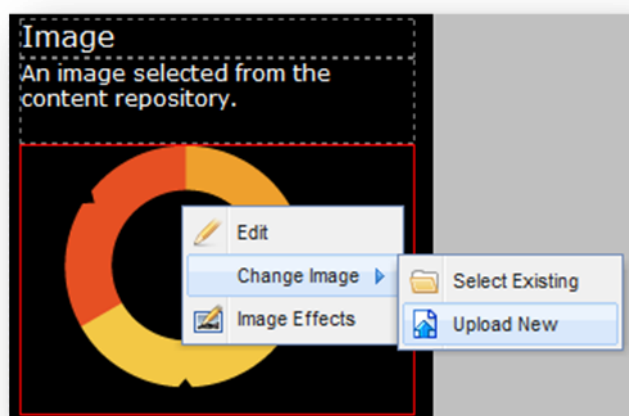 Image
An image selected from the
content repository.
Edit
Change Image
Image Effects
Select Existing
Upload New